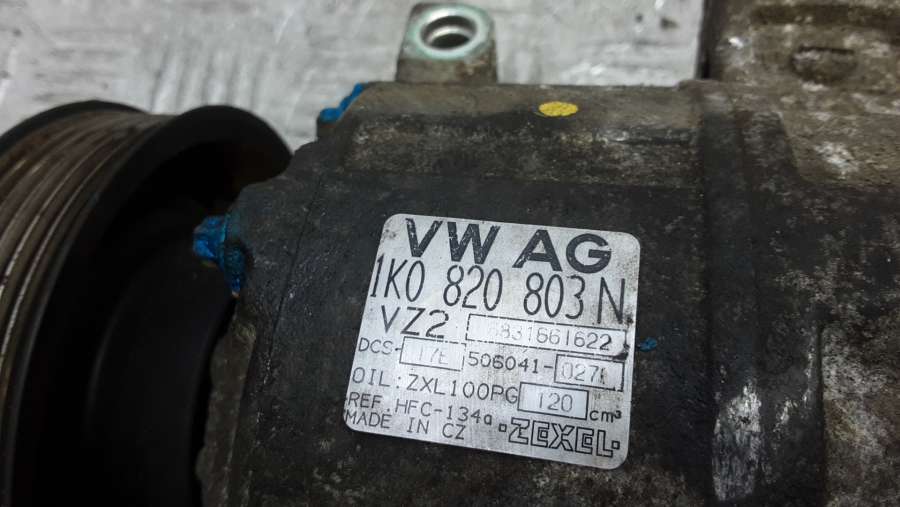 VW AG
1K0 820 803 N
VZ2 6831661622
DCS-17E 506041-
OIL: ZXL100PG 120 cm³
REF. HFC-134a
MADE IN CZ ZEXEL